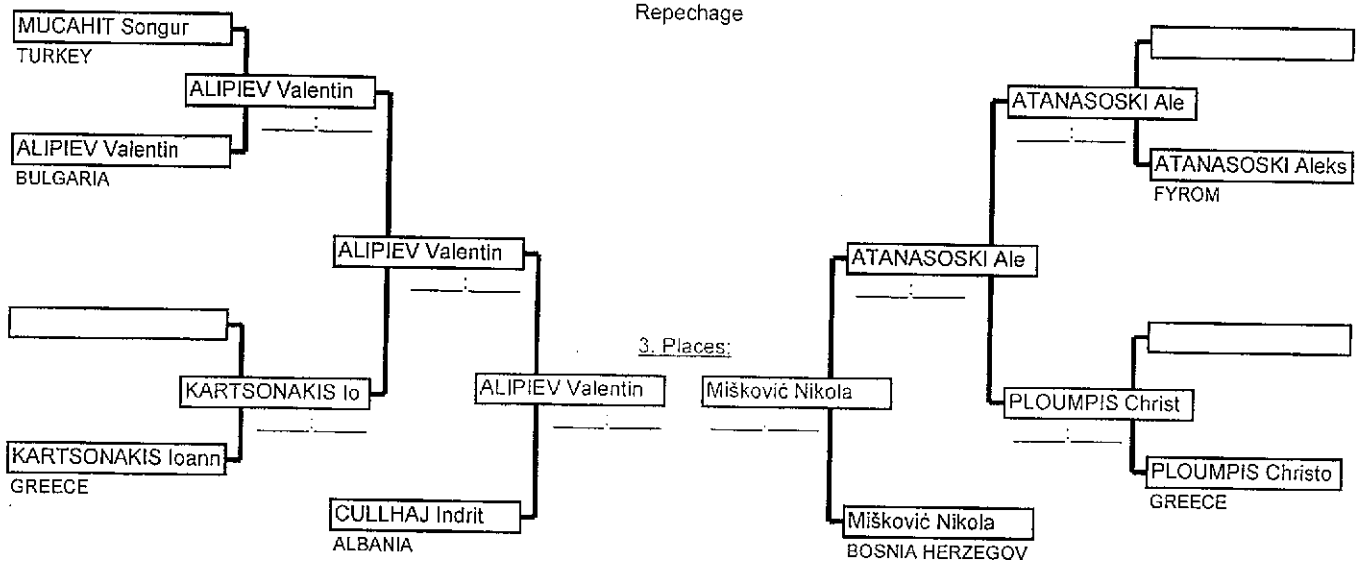 Repechage
MUCAHIT Songur
TURKEY
ALIPIEV Valentin
:
ALIPIEV Valentin
BULGARIA
ALIPIEV Valentin
:
KARTSONAKIS Io
:
KARTSONAKIS Ioann
GREECE
ALIPIEV Valentin
:
CULLHAJ Indrit
ALBANIA
3. Places:
ATANASOSKI Ale
:
ATANASOSKI Aleks
FYROM
ATANASOSKI Ale
:
Mišković Nikola
:
PLOUMPIS Christ
:
PLOUMPIS Christo
GREECE
Mišković Nikola
BOSNIA HERZEGOV